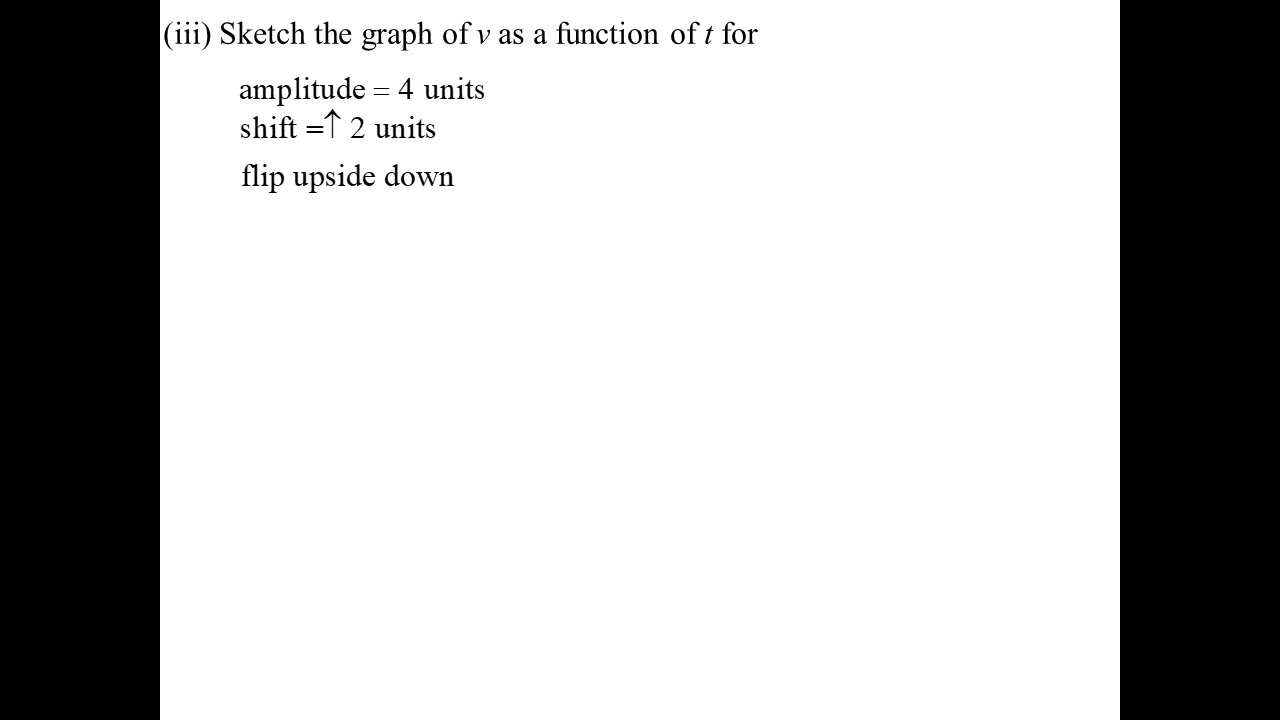 (iii) Sketch the graph of v as a function of t for
amplitude = 4 units
shift =↑ 2 units
flip upside down